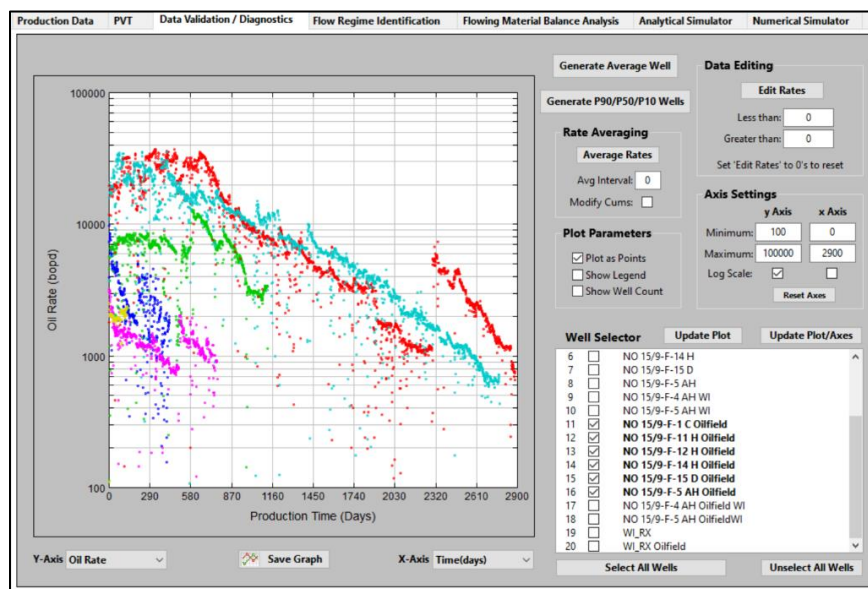 Production Data PVT Data Validation / Diagnostics Flow Regime Identification Flowing Material Balance Analysis Analytical Simulator Numerical Simulator
100000
10000
1000
100
Oil Rate (bopd)
0 290 580 870 1160 1450 1740 2030 2320 2610 2900
Production Time (Days)
Y-Axis Oil Rate
Save Graph
X-Axis Time(days)
Generate Average Well
Generate P90/P50/P10 Wells
Rate Averaging
Average Rates
Avg Interval: 0
Modify Cums:
Plot Parameters
Plot as Points
Show Legend
Show Well Count
Data Editing
Edit Rates
Less than: 0
Greater than: 0
Set 'Edit Rates' to 0's to reset
Axis Settings
y Axis x Axis
Minimum: 100 0
Maximum: 100000 2900
Log Scale:
Reset Axes
Well Selector Update Plot Update Plot/Axes
6 NO 15/9-F-14 H
7 NO 15/9-F-15 D
8 NO 15/9-F-5 AH
9 NO 15/9-F-4 AH WI
10 NO 15/9-F-5 AH WI
11 NO 15/9-F-1 C Oilfield
12 NO 15/9-F-11 H Oilfield
13 NO 15/9-F-12 H Oilfield
14 NO 15/9-F-14 H Oilfield
15 NO 15/9-F-15 D Oilfield
16 NO 15/9-F-5 AH Oilfield
17 NO 15/9-F-4 AH Oilfield WI
18 NO 15/9-F-5 AH OilfieldWI
19 WI_RX
20 WI_RX Oilfield
Select All Wells Unselect All Wells